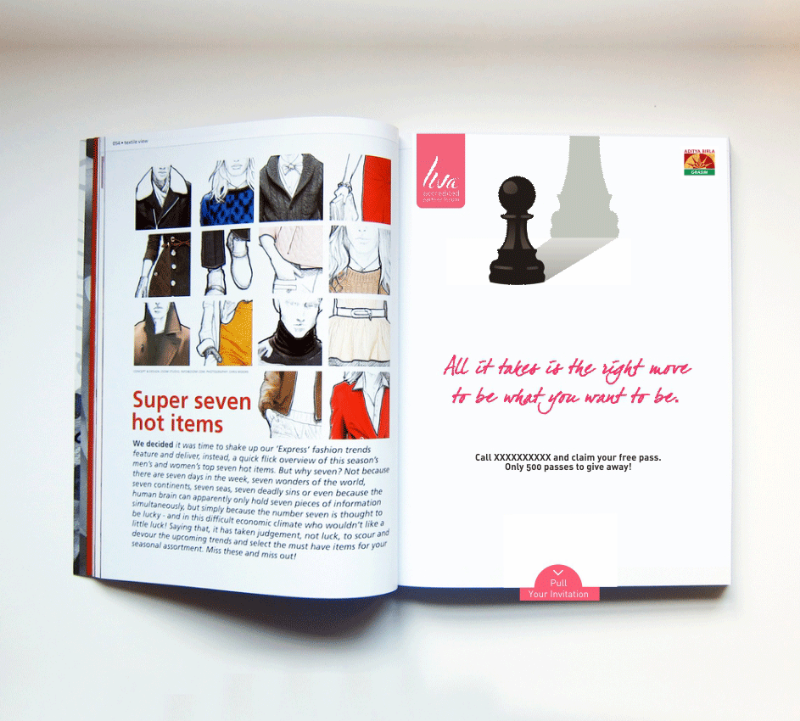 054 • textile view
Super seven
hot items
We decided it was time to shake up our 'Express' fashion trends
feature and deliver, instead, a quick flick overview of this season's
men's and women's top seven hot items. But why seven? Not because
there are seven days in the week, seven wonders of the world,
seven continents, seven seas, seven deadly sins or even because the
human brain can apparently only hold seven pieces of information
simultaneously, but simply because the number seven is thought to
be lucky - and in this difficult economic climate who wouldn't like a
little luck! Saying that, it has taken judgement, not luck, to scour and
devour the upcoming trends and select the must have items for your
seasonal assortment. Miss these and miss out!
Liva
ADITYA BIRLA
GRASIM
All it takes is the right move
to be what you want to be.
Call XXXXXXXXXX and claim your free pass.
Only 500 passes to give away!
Pull
Your Invitation